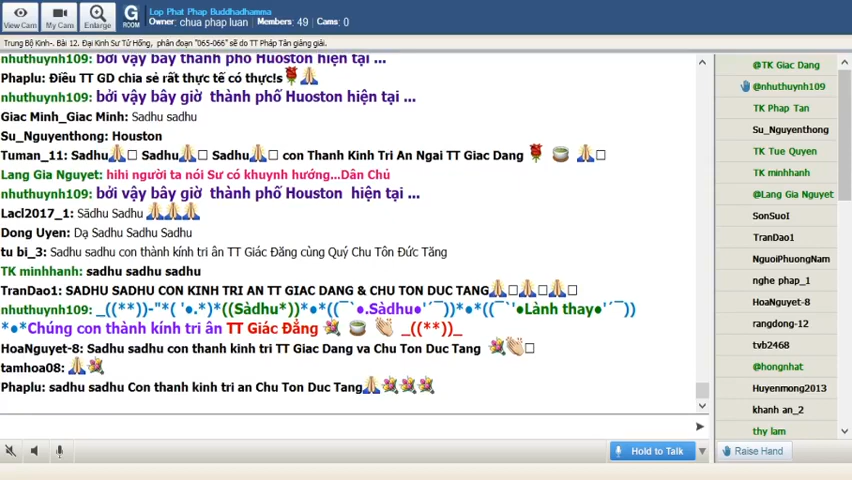 View Cam
My Cam
Enlarge
G ROOM
Lop Phat Phap Buddhadhamma
Owner: chua phap luan Members: 49 Cams: 0
Trung Bộ Kinh-. Bài 12. Đại Kinh Sư Tử Hống, phân đoạn "065-066" sẽ do TT Pháp Tân giảng giải.
nhuthuynh109: bởi vậy bây thành phố Huoston hiện tại ...
Phaplu: Điều TT GD chia sẻ rất thực tế có thực!s🌹🙏
nhuthuynh109: bởi vậy bây giờ thành phố Huoston hiện tại ...
Giac Minh_Giac Minh: Sadhu sadhu
Su_Nguyenthong: Houston
Tuman_11: Sadhu🙏□ Sadhu🙏□ Sadhu🙏□ con Thanh Kinh Tri An Ngai TT Giac Dang 🌹 🍵 🙏□
Lang Gia Nguyet: hihi người ta nói Sư có khuynh hướng...Dân Chủ
nhuthuynh109: bởi vậy bây giờ thành phố Houston hiện tại ...
Lacl2017_1: Sādhu Sadhu 🙏🙏🙏
Dong Uyen: Dạ Sadhu Sadhu Sadhu
tu bi_3: Sadhu sadhu con thành kính tri ân TT Giác Đăng cùng Quý Chu Tôn Đức Tăng
TK minhhanh: sadhu sadhu sadhu
TranDao1: SADHU SADHU CON KINH TRI AN TT GIAC DANG & CHU TON DUC TANG🙏□🙏□🙏□
nhuthuynh109: _((**))-"*( '•.*)*((Sàdhu*))*•*((¯`●.Sàdhu●'´¯))*•*((¯`'●Lành thay●'´¯))
*•*Chúng con thành kính tri ân TT Giác Đẳng 💐 🍵 👏 _((**))_
HoaNguyet-8: Sadhu sadhu con thanh kinh tri TT Giac Dang va Chu Ton Duc Tang 💐👏□
tamhoa08: 🙏💐
Phaplu: sadhu sadhu Con thanh kinh tri an Chu Ton Duc Tang🙏💐💐💐
Hold to Talk
@TK Giac Dang
@nhuthuynh109
TK Phap Tan
Su_Nguyenthong
TK Tue Quyen
TK minhhanh
@Lang Gia Nguyet
SonSuoI
TranDao1
NguoiPhuongNam
nghe phap_1
HoaNguyet-8
rangdong-12
tvb2468
@hongnhat
Huyenmong2013
khanh an_2
thy lam
Raise Hand